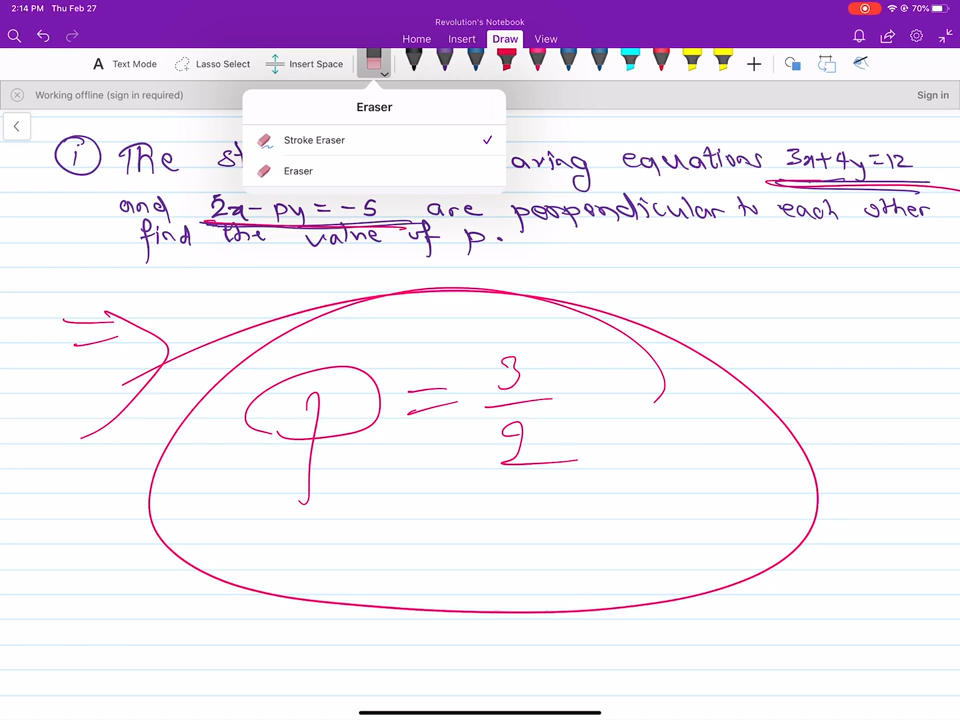 2:14 PM Thu Feb 27
70%
Revolution's Notebook
Home Insert Draw View
A Text Mode Lasso Select Insert Space
Working offline (sign in required) Sign in
Eraser
Stroke Eraser
Eraser
i The st aving equations 3x+4y=12
and 2x-py=-5 are perpendicular to each other
find the value of p.
p = 3
2